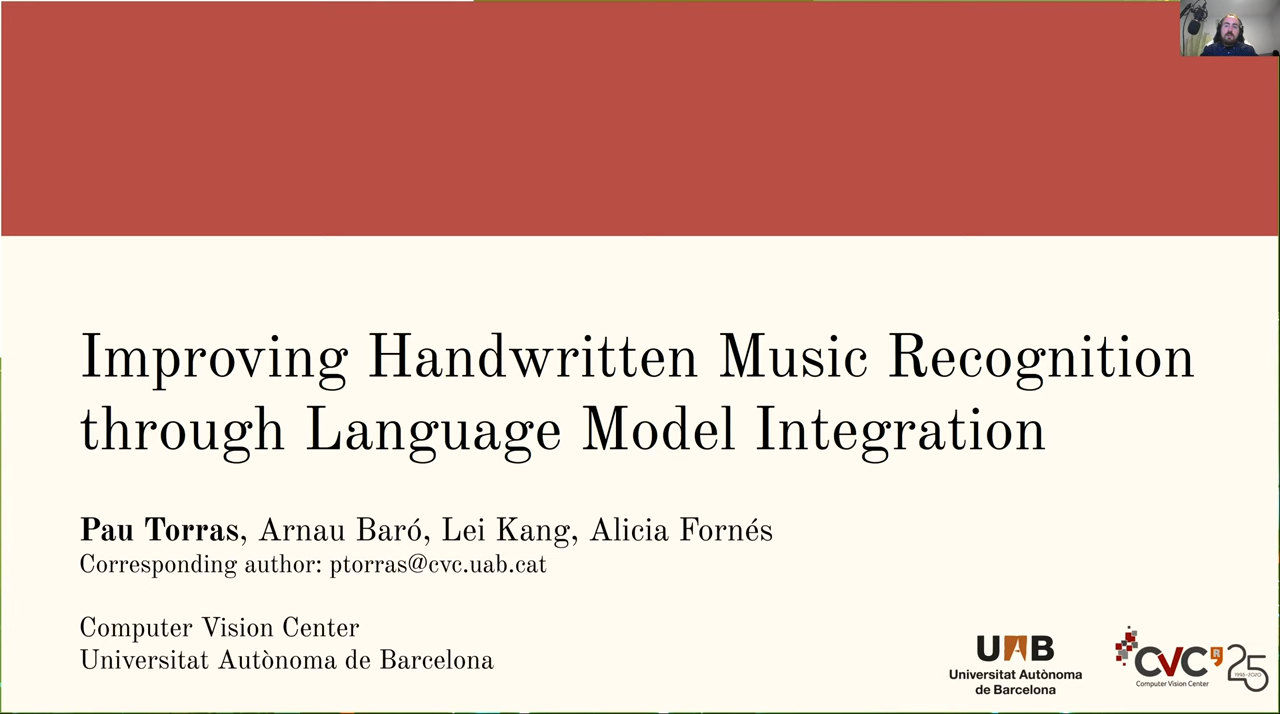 Improving Handwritten Music Recognition
through Language Model Integration
Pau Torras, Arnau Baró, Lei Kang, Alicia Fornés
Corresponding author: ptorras@cvc.uab.cat
Computer Vision Center
Universitat Autònoma de Barcelona
UAB
Universitat Autònoma
de Barcelona
CVC
Computer Vision Center
25
1995-2020